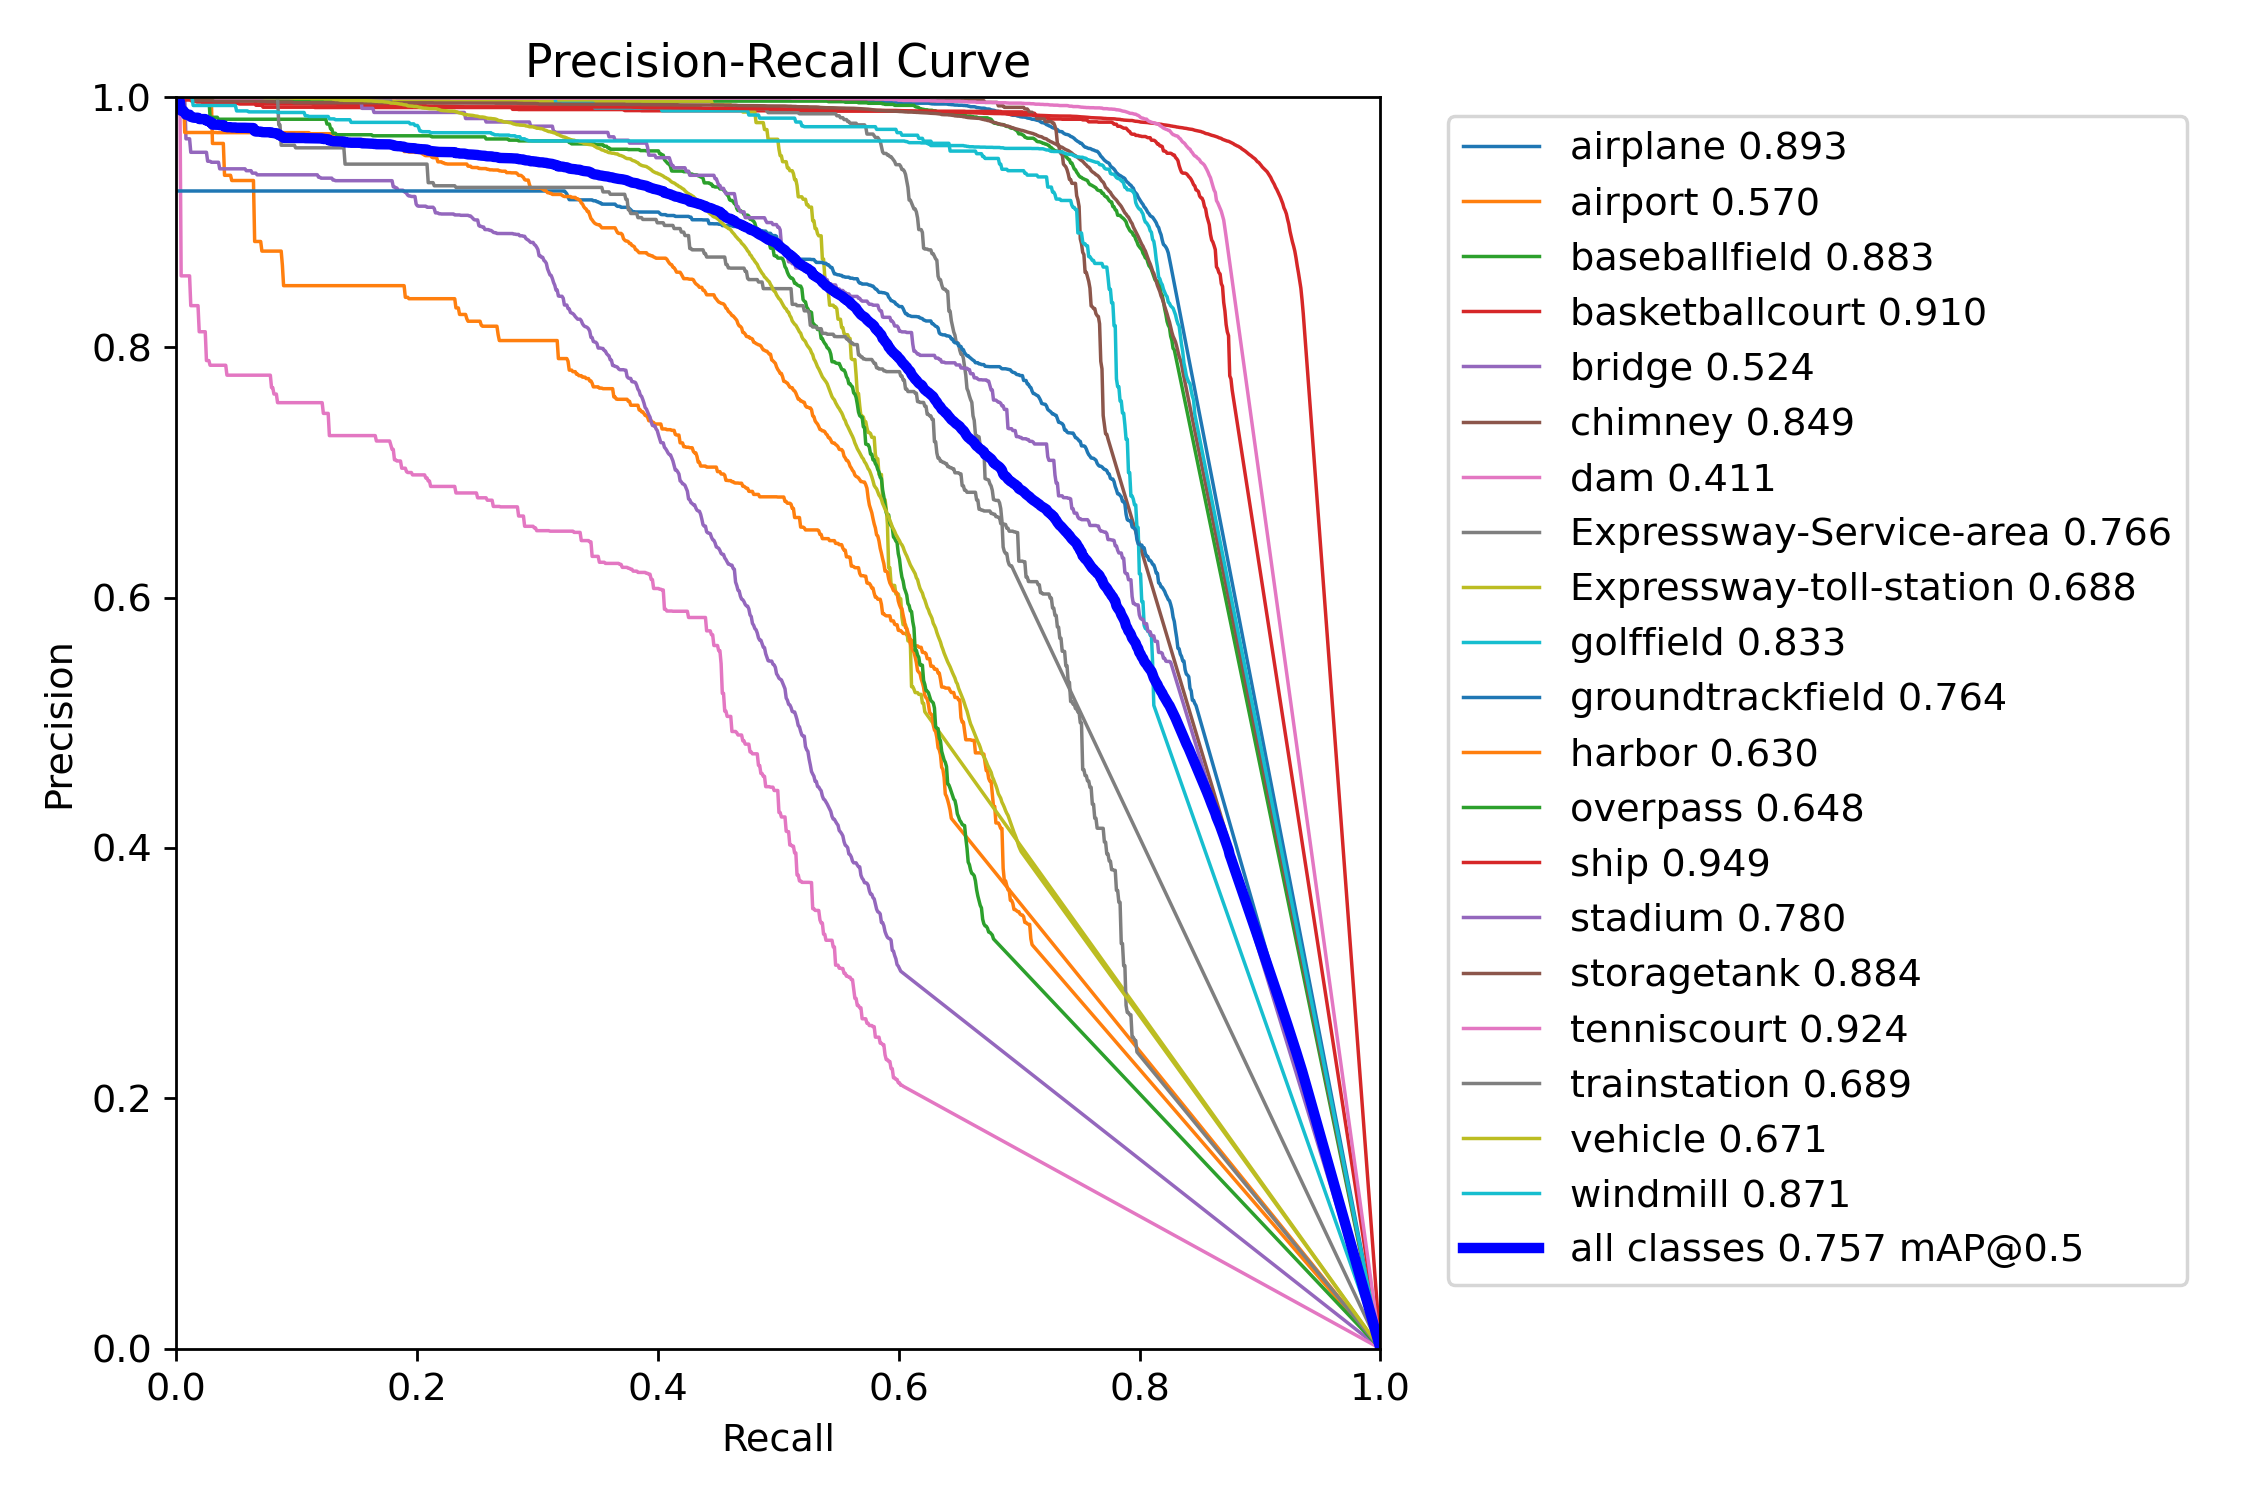 Precision-Recall Curve
1.0
0.8
0.6
0.4
0.2
0.0
Precision
0.0 0.2 0.4 0.6 0.8 1.0
Recall
airplane 0.893
airport 0.570
baseballfield 0.883
basketballcourt 0.910
bridge 0.524
chimney 0.849
dam 0.411
Expressway-Service-area 0.766
Expressway-toll-station 0.688
golffield 0.833
groundtrackfield 0.764
harbor 0.630
overpass 0.648
ship 0.949
stadium 0.780
storagetank 0.884
tenniscourt 0.924
trainstation 0.689
vehicle 0.671
windmill 0.871
all classes 0.757 mAP@0.5